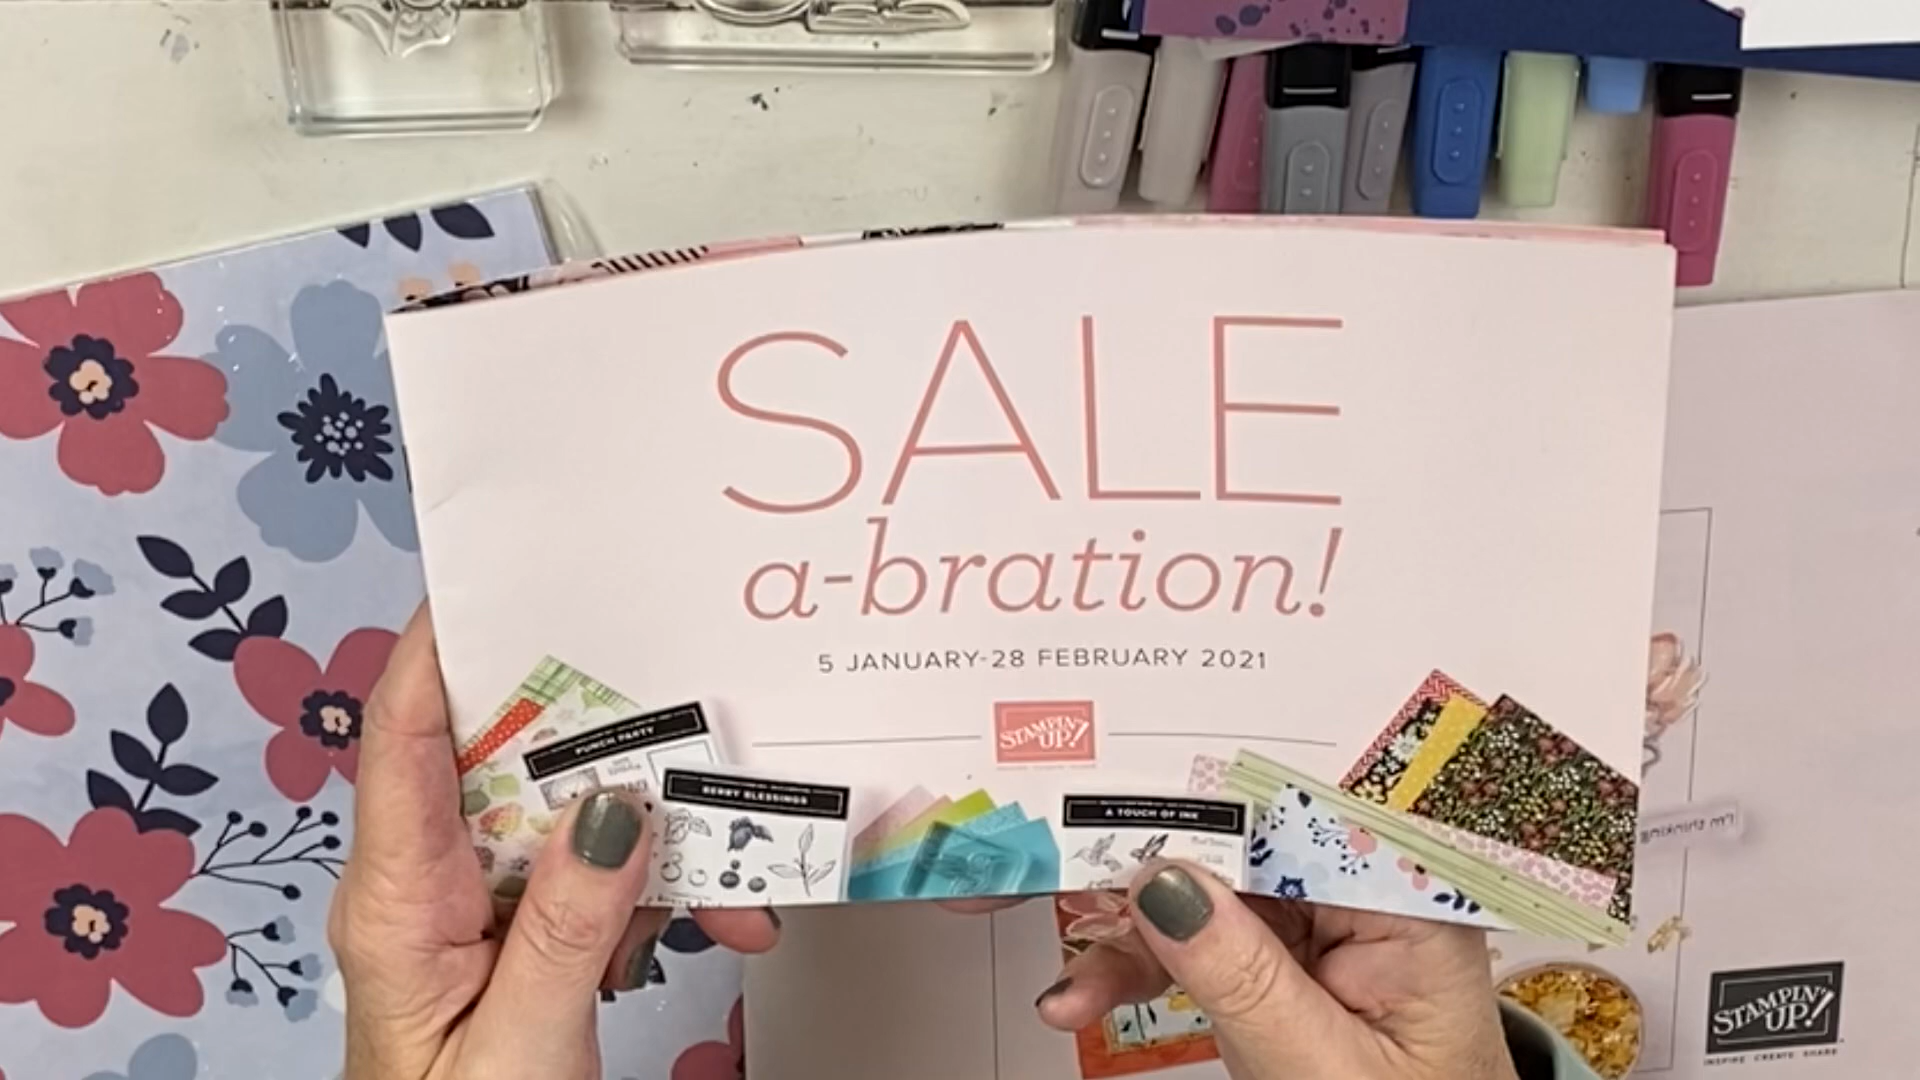 SALE
a-bration!
5 JANUARY-28 FEBRUARY 2021
STAMPIN' UP!
PUNCH PARTY
BERRY BLESSINGS
A TOUCH OF INK
I'm thinking
STAMPIN' UP!
INSPIRE · CREATE · SHARE